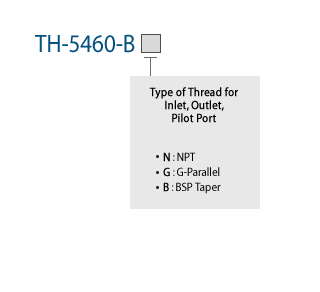 TH-5460-B
Type of Thread for
Inlet, Outlet,
Pilot Port
• N : NPT
• G : G-Parallel
• B : BSP Taper